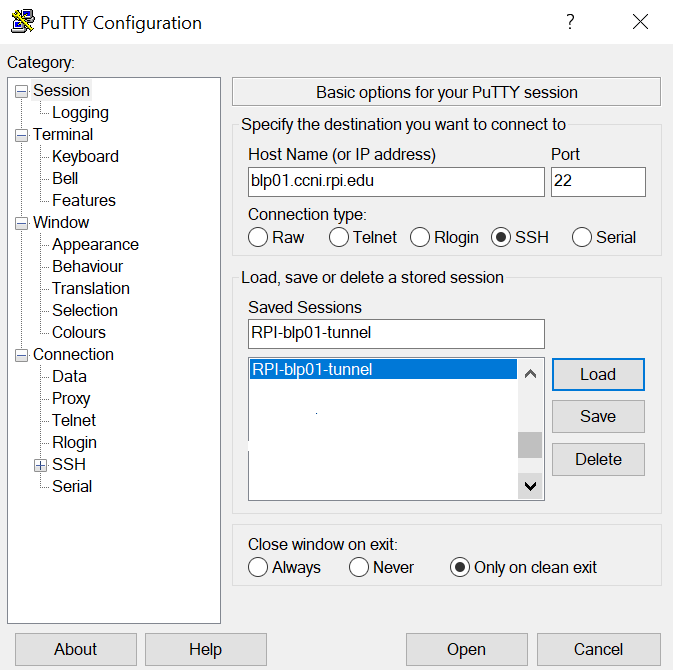 PuTTY Configuration
?
Category:
Session
Logging
Terminal
Keyboard
Bell
Features
Window
Appearance
Behaviour
Translation
Selection
Colours
Connection
Data
Proxy
Telnet
Rlogin
SSH
Serial
Basic options for your PuTTY session
Specify the destination you want to connect to
Host Name (or IP address) Port
blp01.ccni.rpi.edu 22
Connection type:
Raw Telnet Rlogin SSH Serial
Load, save or delete a stored session
Saved Sessions
RPI-blp01-tunnel
RPI-blp01-tunnel
Load
Save
Delete
Close window on exit:
Always Never Only on clean exit
About Help Open Cancel